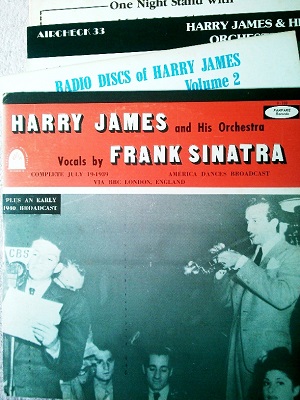 One Night Stand with
AIRCHECK 33
HARRY JAMES & H
ORCHES
RADIO DISCS of HARRY JAMES
Volume 2
FANFARE
Records
HARRY JAMES and His Orchestra
Vocals by FRANK SINATRA
COMPLETE JULY 19-1939 AMERICA DANCES BROADCAST
VIA BBC LONDON, ENGLAND
PLUS AN EARLY
1940 BROADCAST
CBS